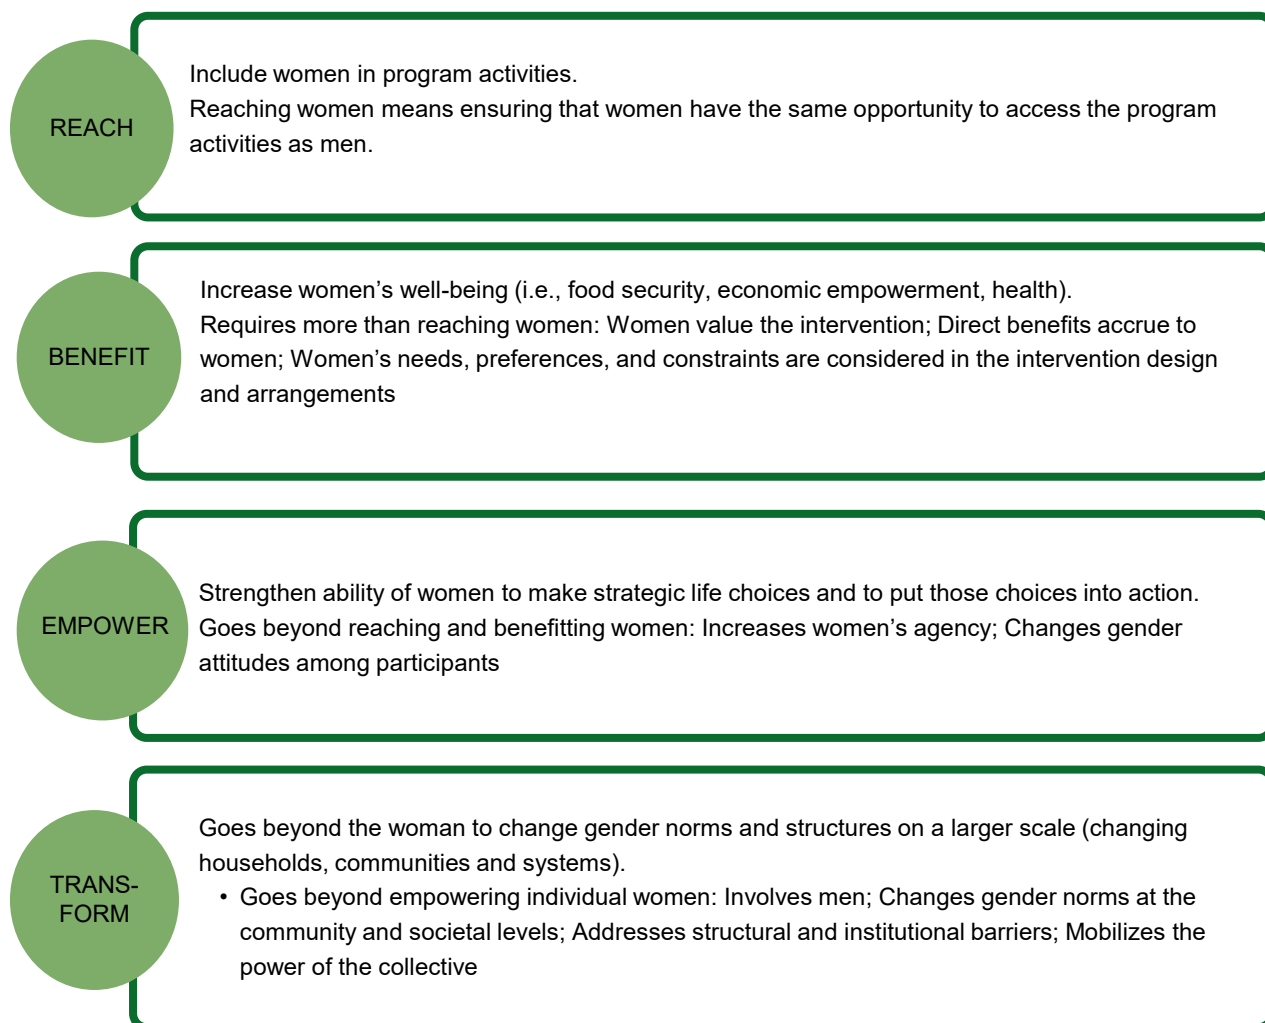 REACH
Include women in program activities.
Reaching women means ensuring that women have the same opportunity to access the program
activities as men.
BENEFIT
Increase women’s well-being (i.e., food security, economic empowerment, health).
Requires more than reaching women: Women value the intervention; Direct benefits accrue to
women; Women’s needs, preferences, and constraints are considered in the intervention design
and arrangements
EMPOWER
Strengthen ability of women to make strategic life choices and to put those choices into action.
Goes beyond reaching and benefitting women: Increases women’s agency; Changes gender
attitudes among participants
TRANS-
FORM
Goes beyond the woman to change gender norms and structures on a larger scale (changing
households, communities and systems).
• Goes beyond empowering individual women: Involves men; Changes gender norms at the
community and societal levels; Addresses structural and institutional barriers; Mobilizes the
power of the collective